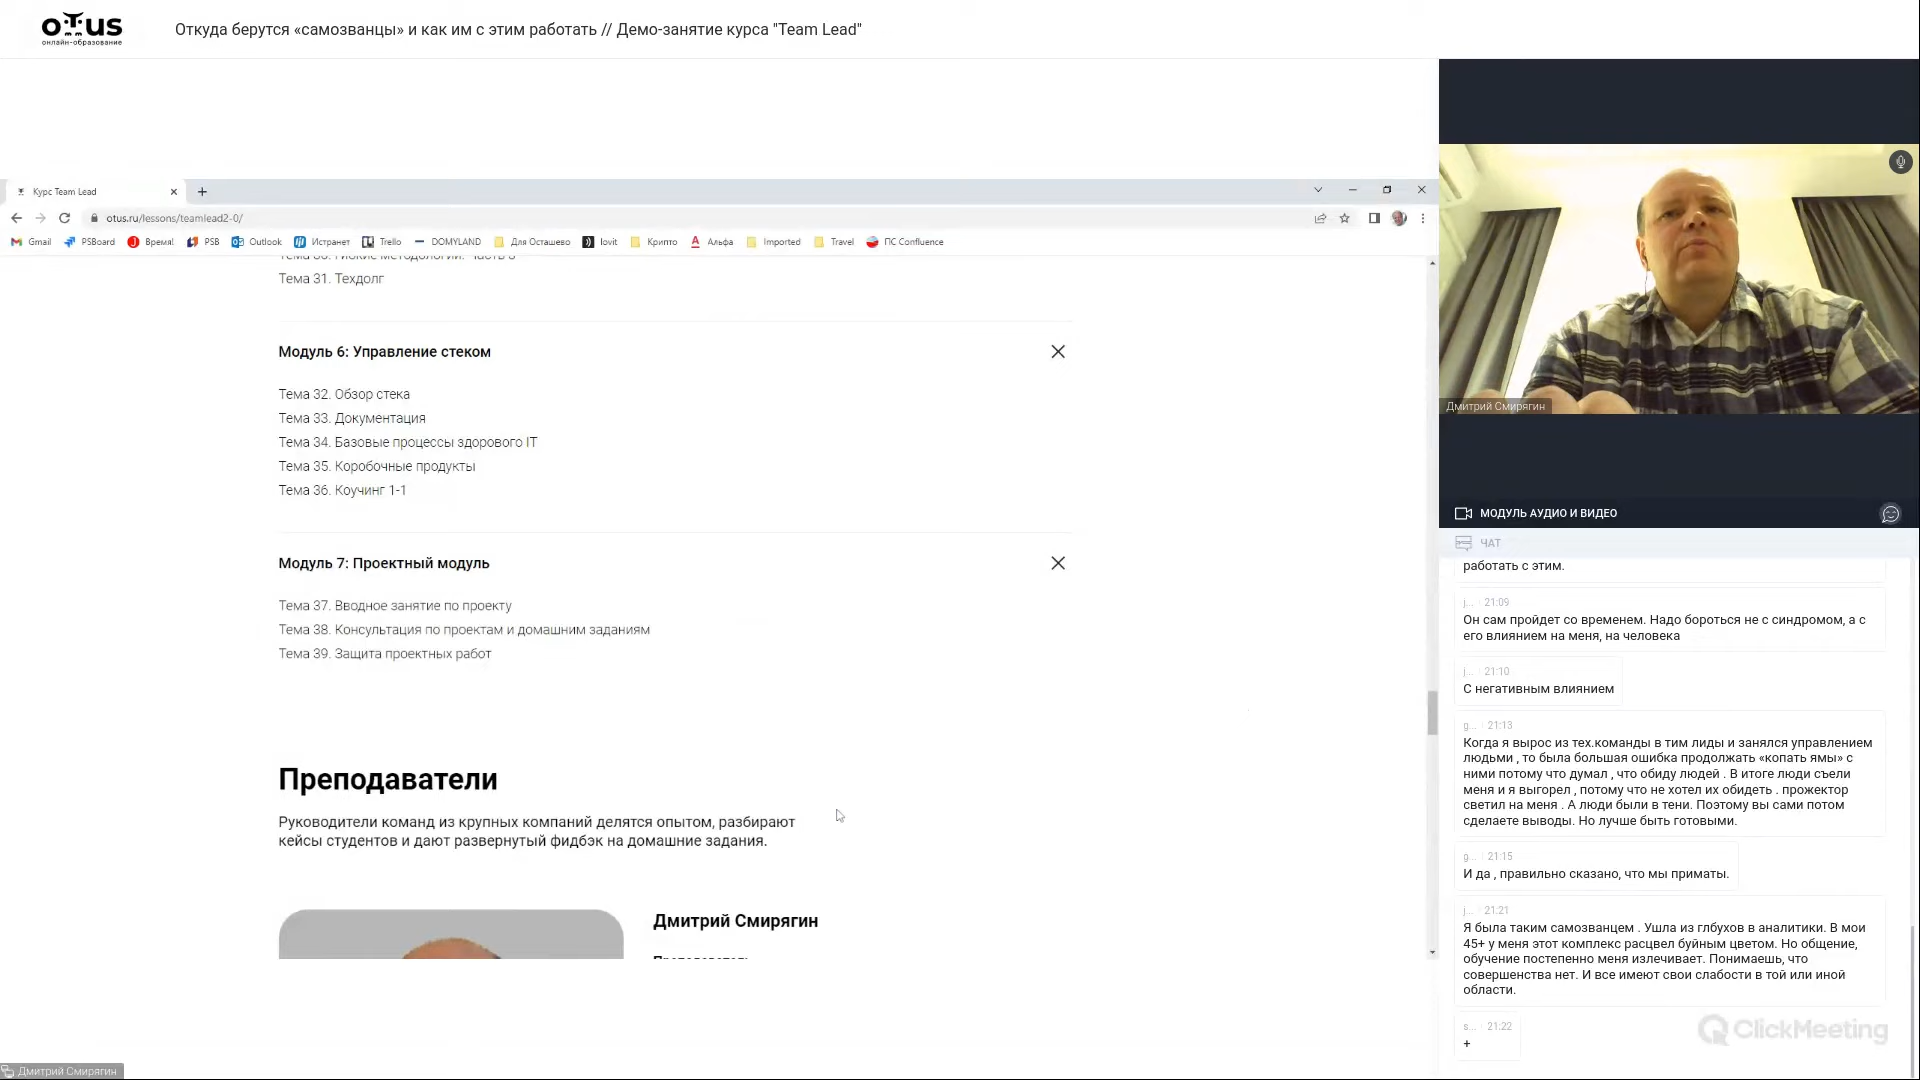 OTUS
онлайн-образование
Откуда берутся «самозванцы» и как им с этим работать // Демо-занятие курса "Team Lead"
Курс Team Lead
otus.ru/lessons/teamlead2-0/
Gmail PSBoard Время! PSB Outlook Истранет Trello DOMYLAND Для Осташево lovit Крипто Альфа Imported Travel ПС Confluence
Тема 31. Техдолг
Модуль 6: Управление стеком
Тема 32. Обзор стека
Тема 33. Документация
Тема 34. Базовые процессы здорового IT
Тема 35. Коробочные продукты
Тема 36. Коучинг 1-1
Модуль 7: Проектный модуль
Тема 37. Вводное занятие по проекту
Тема 38. Консультация по проектам и домашним заданиям
Тема 39. Защита проектных работ
Преподаватели
Руководители команд из крупных компаний делятся опытом, разбирают
кейсы студентов и дают развернутый фидбэк на домашние задания.
Дмитрий Смирягин
Дмитрий Смирягин
Дмитрий Смирягин
МОДУЛЬ АУДИО И ВИДЕО
ЧАТ
работать с этим.
j... 21:09
Он сам пройдет со временем. Надо бороться не с синдромом, а с
его влиянием на меня, на человека
j... 21:10
С негативным влиянием
g... 21:13
Когда я вырос из тех.команды в тим лиды и занялся управлением
людьми , то была большая ошибка продолжать «копать ямы» с
ними потому что думал , что обиду людей . В итоге люди съели
меня и я выгорел , потому что не хотел их обидеть . прожектор
светил на меня . А люди были в тени. Поэтому вы сами потом
сделаете выводы. Но лучше быть готовыми.
g... 21:15
И да , правильно сказано, что мы приматы.
j... 21:21
Я была таким самозванцем . Ушла из глбухов в аналитики. В мои
45+ у меня этот комплекс расцвел буйным цветом. Но общение,
обучение постепенно меня излечивает. Понимаешь, что
совершенства нет. И все имеют свои слабости в той или иной
области.
s... 21:22
+
ClickMeeting